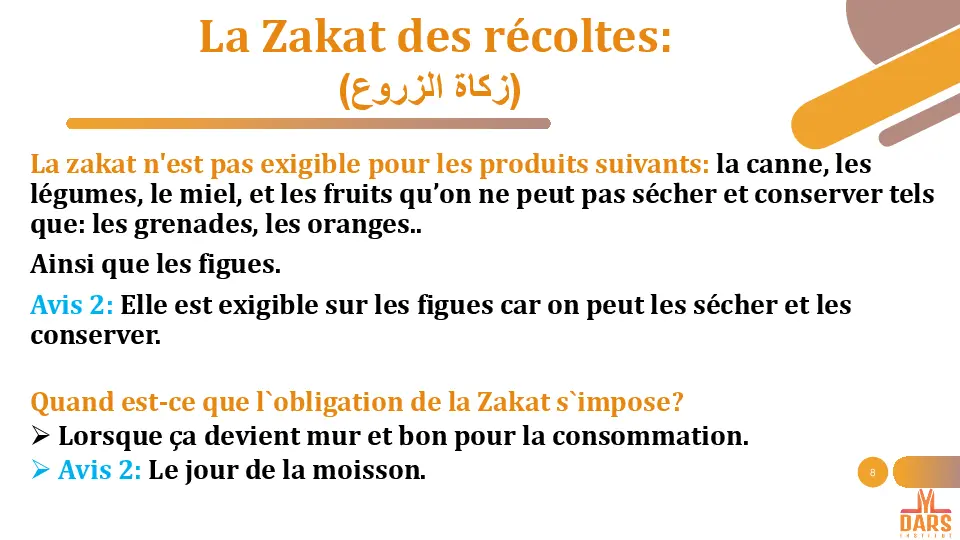 La Zakat des récoltes:
(زكاة الزروع)
La zakat n'est pas exigible pour les produits suivants: la canne, les
légumes, le miel, et les fruits qu’on ne peut pas sécher et conserver tels
que: les grenades, les oranges..
Ainsi que les figues.
Avis 2: Elle est exigible sur les figues car on peut les sécher et les
conserver.
Quand est-ce que l`obligation de la Zakat s`impose?
➢ Lorsque ça devient mur et bon pour la consommation.
➢ Avis 2: Le jour de la moisson.
8
DARS
INSTITUT